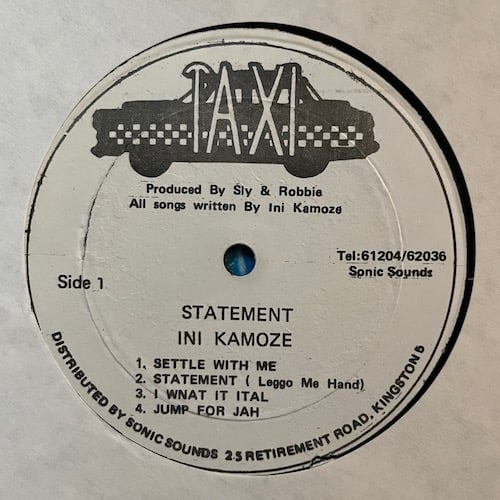 TAXI
Produced By Sly & Robbie
All songs written By Ini Kamoze
Tel:61204/62036
Sonic Sounds
Side 1
STATEMENT
INI KAMOZE
1. SETTLE WITH ME
2. STATEMENT ( Leggo Me Hand)
3. I WNAT IT ITAL
4. JUMP FOR JAH
DISTRIBUTED BY SONIC SOUNDS 25 RETIREMENT ROAD, KINGSTON 5